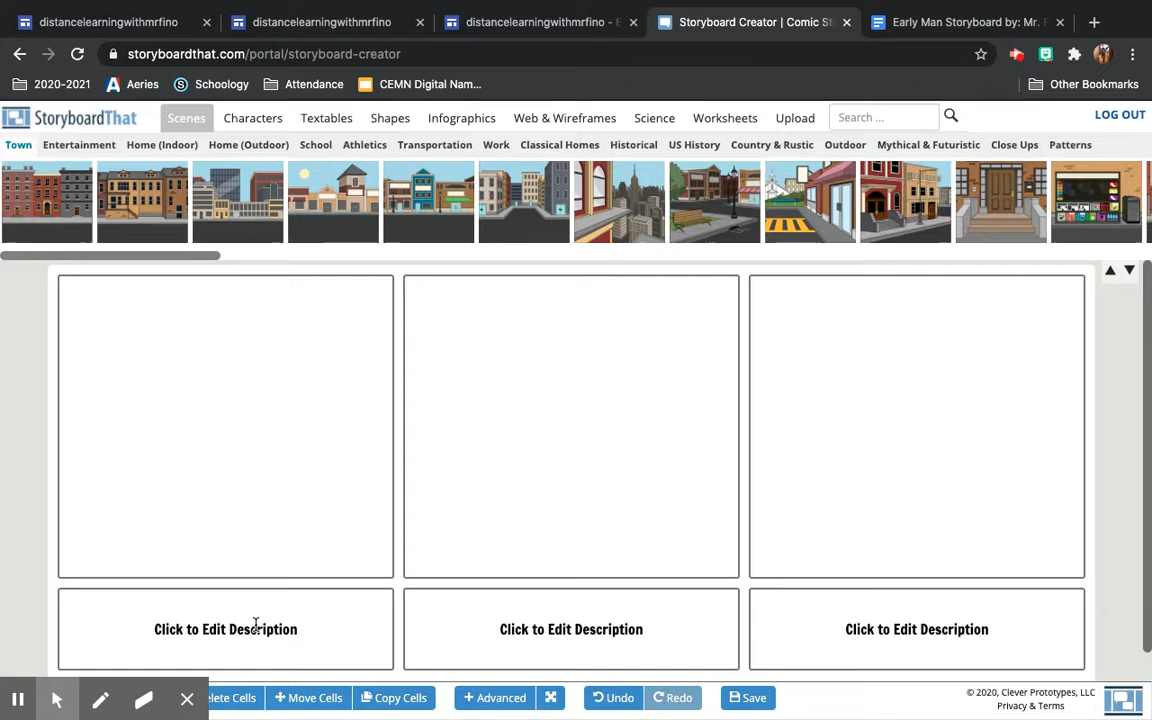 distancelearningwithmrfino
distancelearningwithmrfino
distancelearningwithmrfino - E
Storyboard Creator | Comic St
Early Man Storyboard by: Mr. F
storyboardthat.com/portal/storyboard-creator
2020-2021
Aeries
Schoology
Attendance
CEMN Digital Nam...
Other Bookmarks
StoryboardThat
Scenes
Characters
Textables
Shapes
Infographics
Web & Wireframes
Science
Worksheets
Upload
Search ...
LOG OUT
Town
Entertainment
Home (Indoor)
Home (Outdoor)
School
Athletics
Transportation
Work
Classical Homes
Historical
US History
Country & Rustic
Outdoor
Mythical & Futuristic
Close Ups
Patterns
Click to Edit Description
Click to Edit Description
Click to Edit Description
elete Cells
Move Cells
Copy Cells
+ Advanced
Undo
Redo
Save
© 2020, Clever Prototypes, LLC
Privacy & Terms